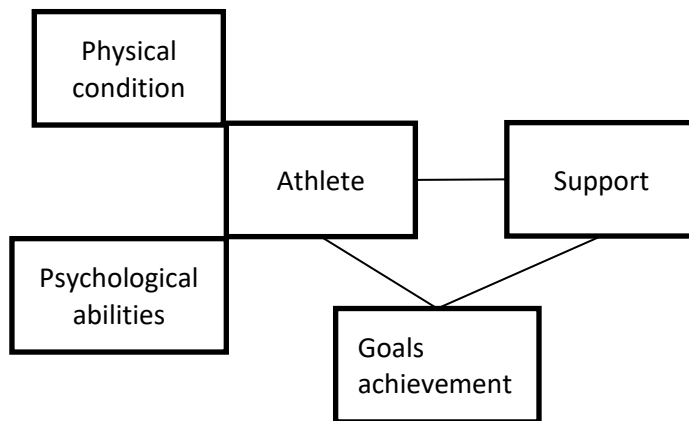 Physical
condition
Athlete
Support
Psychological
abilities
Goals
achievement